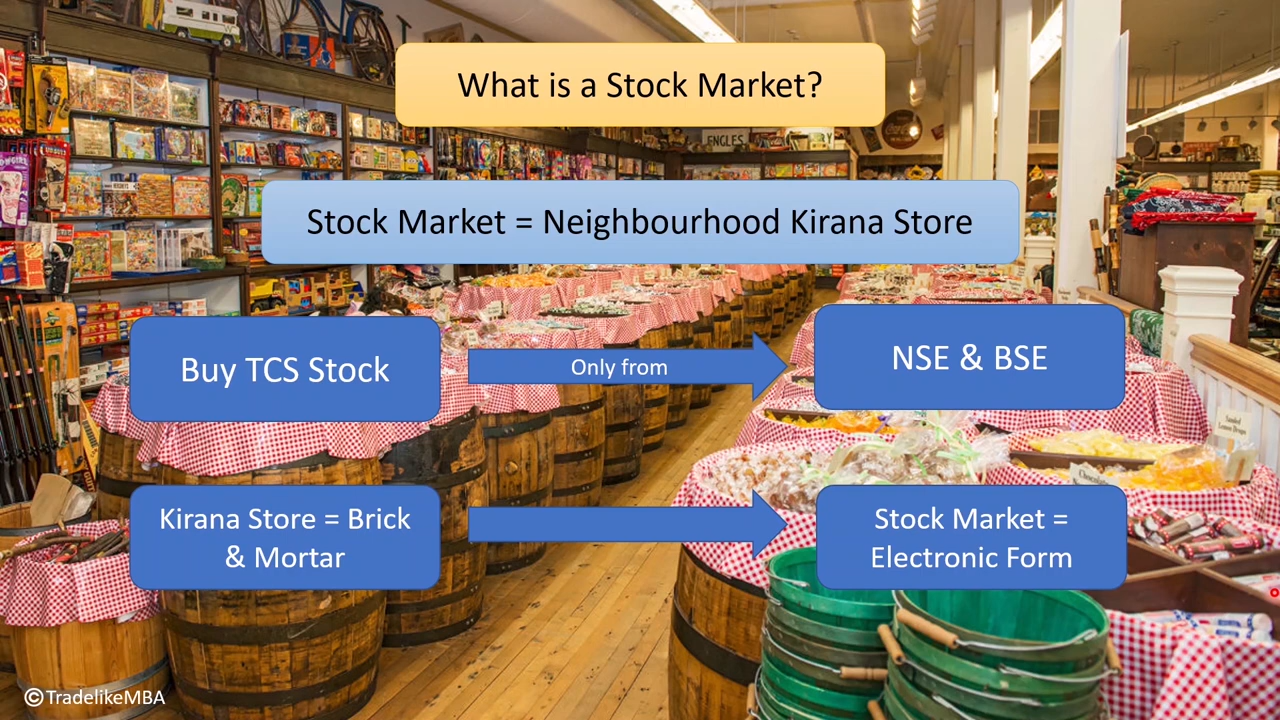 What is a Stock Market?
ENGLES
Stock Market = Neighbourhood Kirana Store
Buy TCS Stock
Only from
NSE & BSE
Kirana Store = Brick
& Mortar
Stock Market =
Electronic Form
©TradelikeMBA